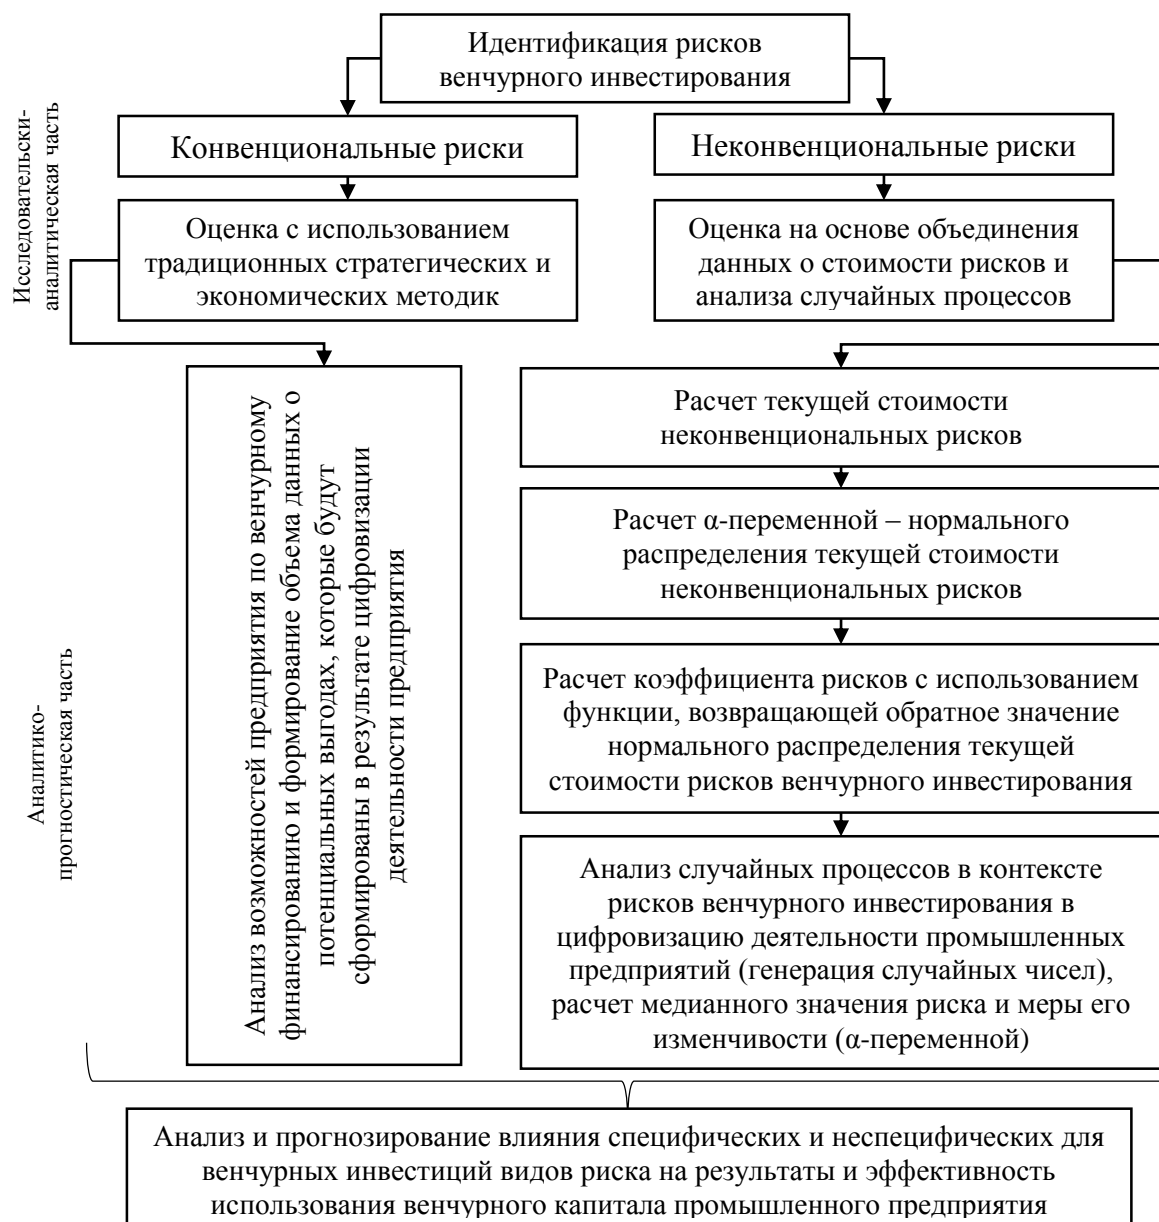 Идентификация рисков
венчурного инвестирования
Исследовательски-
аналитическая часть
Конвенциональные риски
Неконвенциональные риски
Оценка с использованием
традиционных стратегических и
экономических методик
Оценка на основе объединения
данных о стоимости рисков и
анализа случайных процессов
Аналитико-
прогностическая часть
Анализ возможностей предприятия по венчурному
финансированию и формирование объема данных о
потенциальных выгодах, которые будут
сформированы в результате цифровизации
деятельности предприятия
Расчет текущей стоимости
неконвенциональных рисков
Расчет α-переменной – нормального
распределения текущей стоимости
неконвенциональных рисков
Расчет коэффициента рисков с использованием
функции, возвращающей обратное значение
нормального распределения текущей
стоимости рисков венчурного инвестирования
Анализ случайных процессов в контексте
рисков венчурного инвестирования в
цифровизацию деятельности промышленных
предприятий (генерация случайных чисел),
расчет медианного значения риска и меры его
изменчивости (α-переменной)
Анализ и прогнозирование влияния специфических и неспецифических для
венчурных инвестиций видов риска на результаты и эффективность
использования венчурного капитала промышленного предприятия